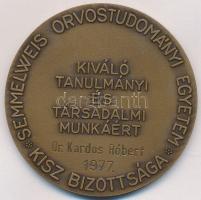 SEMMELWEIS ORVOSTUDOMÁNYI EGYETEM
KISZ BIZOTTSÁGA
KIVÁLÓ
TANULMÁNYI
ÉS
TÁRSADALMI
MUNKÁÉRT
Dr. Kardos Róbert
1977.